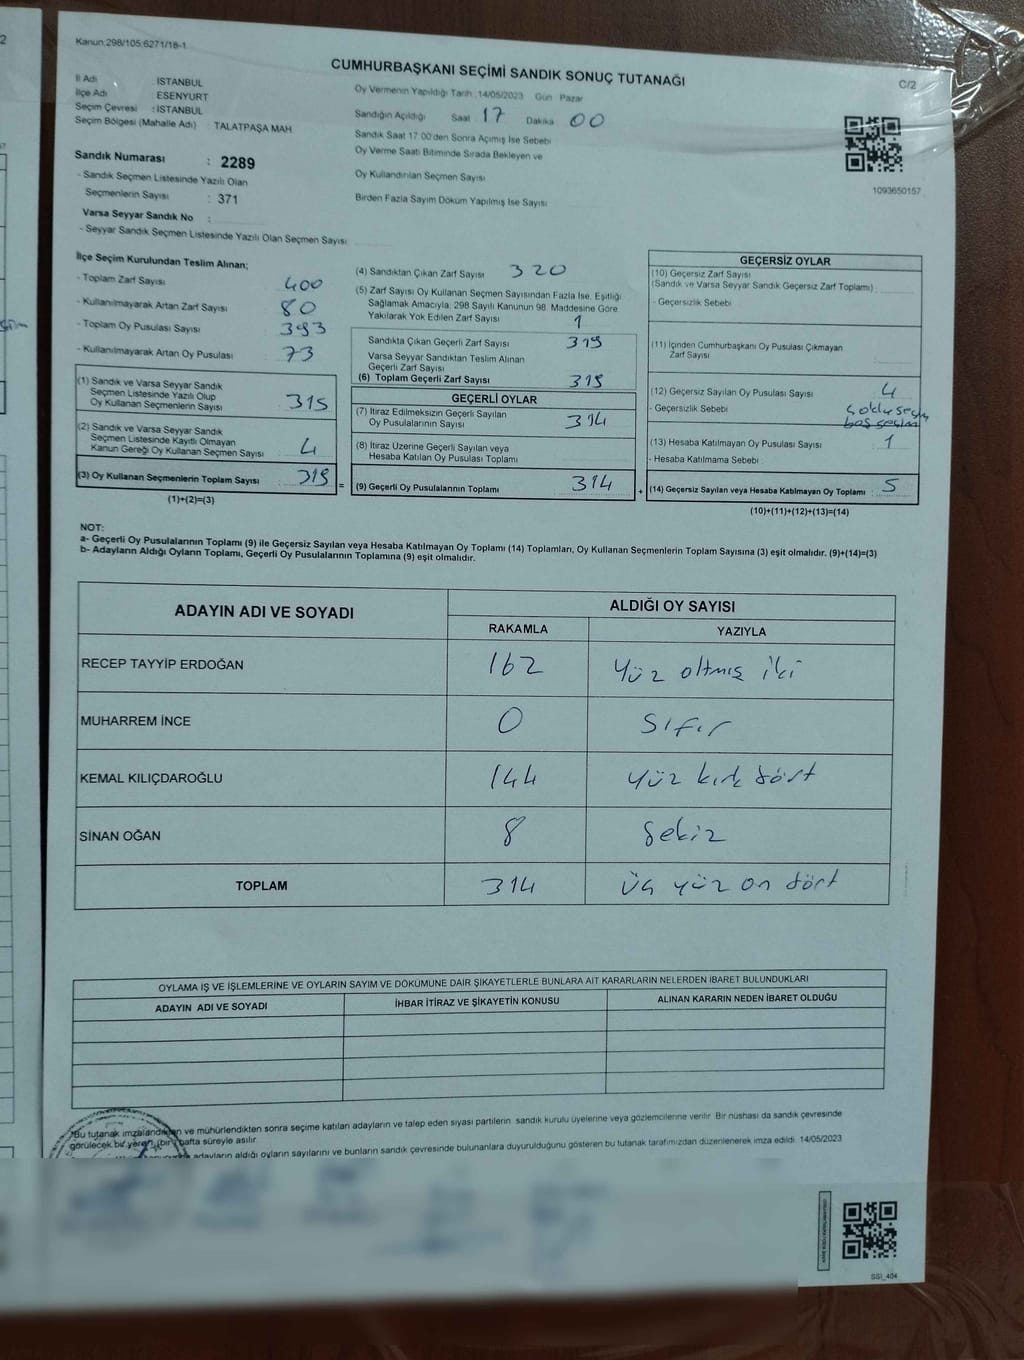 Kanun:298/105,6271/18-1
CUMHURBAŞKANI SEÇİMİ SANDIK SONUÇ TUTANAĞI
C/2
İl Adı ISTANBUL
İlçe Adı ESENYURT
Seçim Çevresi : ISTANBUL
Seçim Bölgesi (Mahalle Adı) : TALATPAŞA MAH
Sandık Numarası : 2289
- Sandık Seçmen Listesinde Yazılı Olan
Seçmenlerin Sayısı : 371
Varsa Seyyar Sandık No :
- Seyyar Sandık Seçmen Listesinde Yazılı Olan Seçmen Sayısı
Oy Vermenin Yapıldığı Tarih :14/05/2023 Gün Pazar
Sandığın Açıldığı Saat 17 Dakika 00
Sandık Saat 17:00'den Sonra Açılmış İse Sebebi
Oy Verme Saati Bitiminde Sırada Bekleyen ve
Oy Kullandırılan Seçmen Sayısı
Birden Fazla Sayım Döküm Yapılmış İse Sayısı
1093650157
İlçe Seçim Kurulundan Teslim Alınan;
- Toplam Zarf Sayısı 400
- Kullanılmayarak Artan Zarf Sayısı 80
- Toplam Oy Pusulası Sayısı 393
- Kullanılmayarak Artan Oy Pusulası 73
(1) Sandık ve Varsa Seyyar Sandık
Seçmen Listesinde Yazılı Olup
Oy Kullanan Seçmenlerin Sayısı 315
(2) Sandık ve Varsa Seyyar Sandık
Seçmen Listesinde Kayıtlı Olmayan
Kanun Gereği Oy Kullanan Seçmen Sayısı 4
(3) Oy Kullanan Seçmenlerin Toplam Sayısı 319 =
(1)+(2)=(3)
(4) Sandıktan Çıkan Zarf Sayısı 320
(5) Zarf Sayısı Oy Kullanan Seçmen Sayısından Fazla İse, Eşitliği
Sağlamak Amacıyla, 298 Sayılı Kanunun 98. Maddesine Göre
Yakılarak Yok Edilen Zarf Sayısı 1
Sandıkta Çıkan Geçerli Zarf Sayısı 319
Varsa Seyyar Sandıktan Teslim Alınan
Geçerli Zarf Sayısı
(6) Toplam Geçerli Zarf Sayısı 319
GEÇERLİ OYLAR
(7) İtiraz Edilmeksizin Geçerli Sayılan
Oy Pusulalarının Sayısı 314
(8) İtiraz Üzerine Geçerli Sayılan veya
Hesaba Katılan Oy Pusulası Toplamı
(9) Geçerli Oy Pusulalarının Toplamı 314 +
GEÇERSİZ OYLAR
(10) Geçersiz Zarf Sayısı
(Sandık ve Varsa Seyyar Sandık Geçersiz Zarf Toplamı)
- Geçersizlik Sebebi
(11) İçinden Cumhurbaşkanı Oy Pusulası Çıkmayan
Zarf Sayısı
(12) Geçersiz Sayılan Oy Pusulası Sayısı 4
- Geçersizlik Sebebi
boş seçim
(13) Hesaba Katılmayan Oy Pusulası Sayısı 1
- Hesaba Katılmama Sebebi
(14) Geçersiz Sayılan veya Hesaba Katılmayan Oy Toplamı : 5
(10)+(11)+(12)+(13)=(14)
NOT:
a- Geçerli Oy Pusulalarının Toplamı (9) ile Geçersiz Sayılan veya Hesaba Katılmayan Oy Toplamı (14) Toplamları, Oy Kullanan Seçmenlerin Toplam Sayısına (3) eşit olmalıdır. (9)+(14)=(3)
b- Adayların Aldığı Oyların Toplamı, Geçerli Oy Pusulalarının Toplamına (9) eşit olmalıdır.
ADAYIN ADI VE SOYADI ALDIĞI OY SAYISI
RAKAMLA YAZIYLA
RECEP TAYYİP ERDOĞAN 162 Yüz altmış iki
MUHARREM İNCE 0 Sıfır
KEMAL KILIÇDAROĞLU 144 Yüz kırk dört
SİNAN OĞAN 8 Sekiz
TOPLAM 314 Üç yüz on dört
OYLAMA İŞ VE İŞLEMLERİNE VE OYLARIN SAYIM VE DÖKÜMÜNE DAİR ŞİKAYETLERLE BUNLARA AİT KARARLARIN NELERDEN İBARET BULUNDUKLARI
ADAYIN ADI VE SOYADI İHBAR İTİRAZ VE ŞİKAYETİN KONUSU ALINAN KARARIN NEDEN İBARET OLDUĞU
*Bu tutanak imzalandıktan ve mühürlendikten sonra seçime katılan adayların ve talep eden siyasi partilerin sandık kurulu üyelerine veya gözlemcilerine verilir. Bir nüshası da sandık çevresinde
görülecek bir yere (bir) hafta süreyle asılır.
adayların aldığı oyların sayılarını ve bunların sandık çevresinde bulunanlara duyurulduğunu gösteren bu tutanak tarafımızdan düzenlenerek imza edildi. 14/05/2023
SSI_404